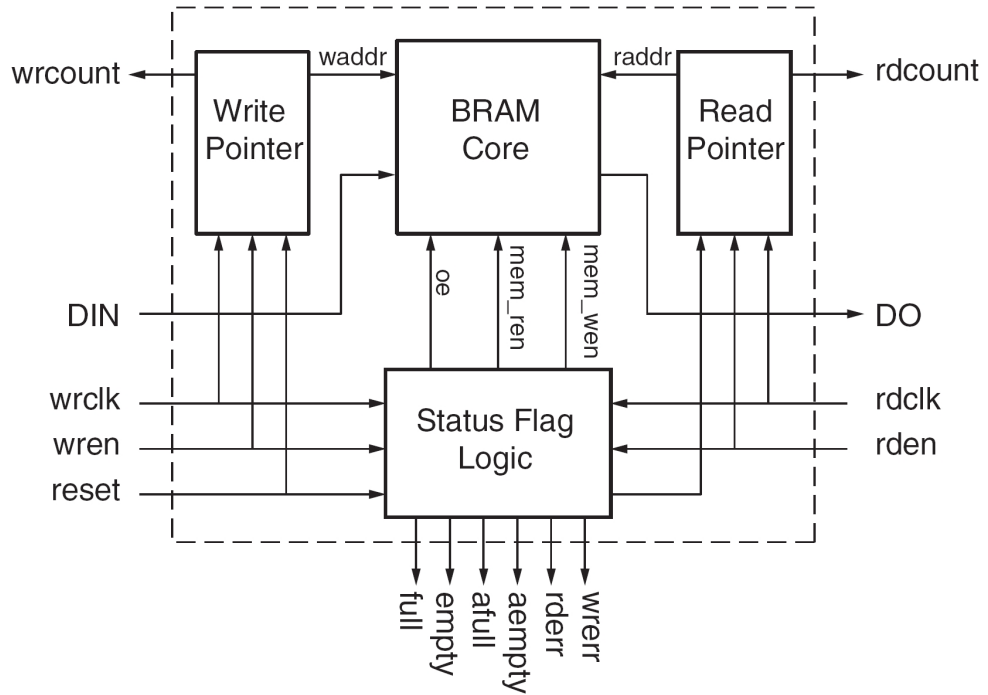 wrcount
waddr
raddr
rdcount
Write
Pointer
BRAM
Core
Read
Pointer
oe
mem_ren
mem_wen
DIN
DO
wrclk
wren
reset
Status Flag
Logic
rdclk
rden
full
empty
afull
aempty
rderr
wrerr